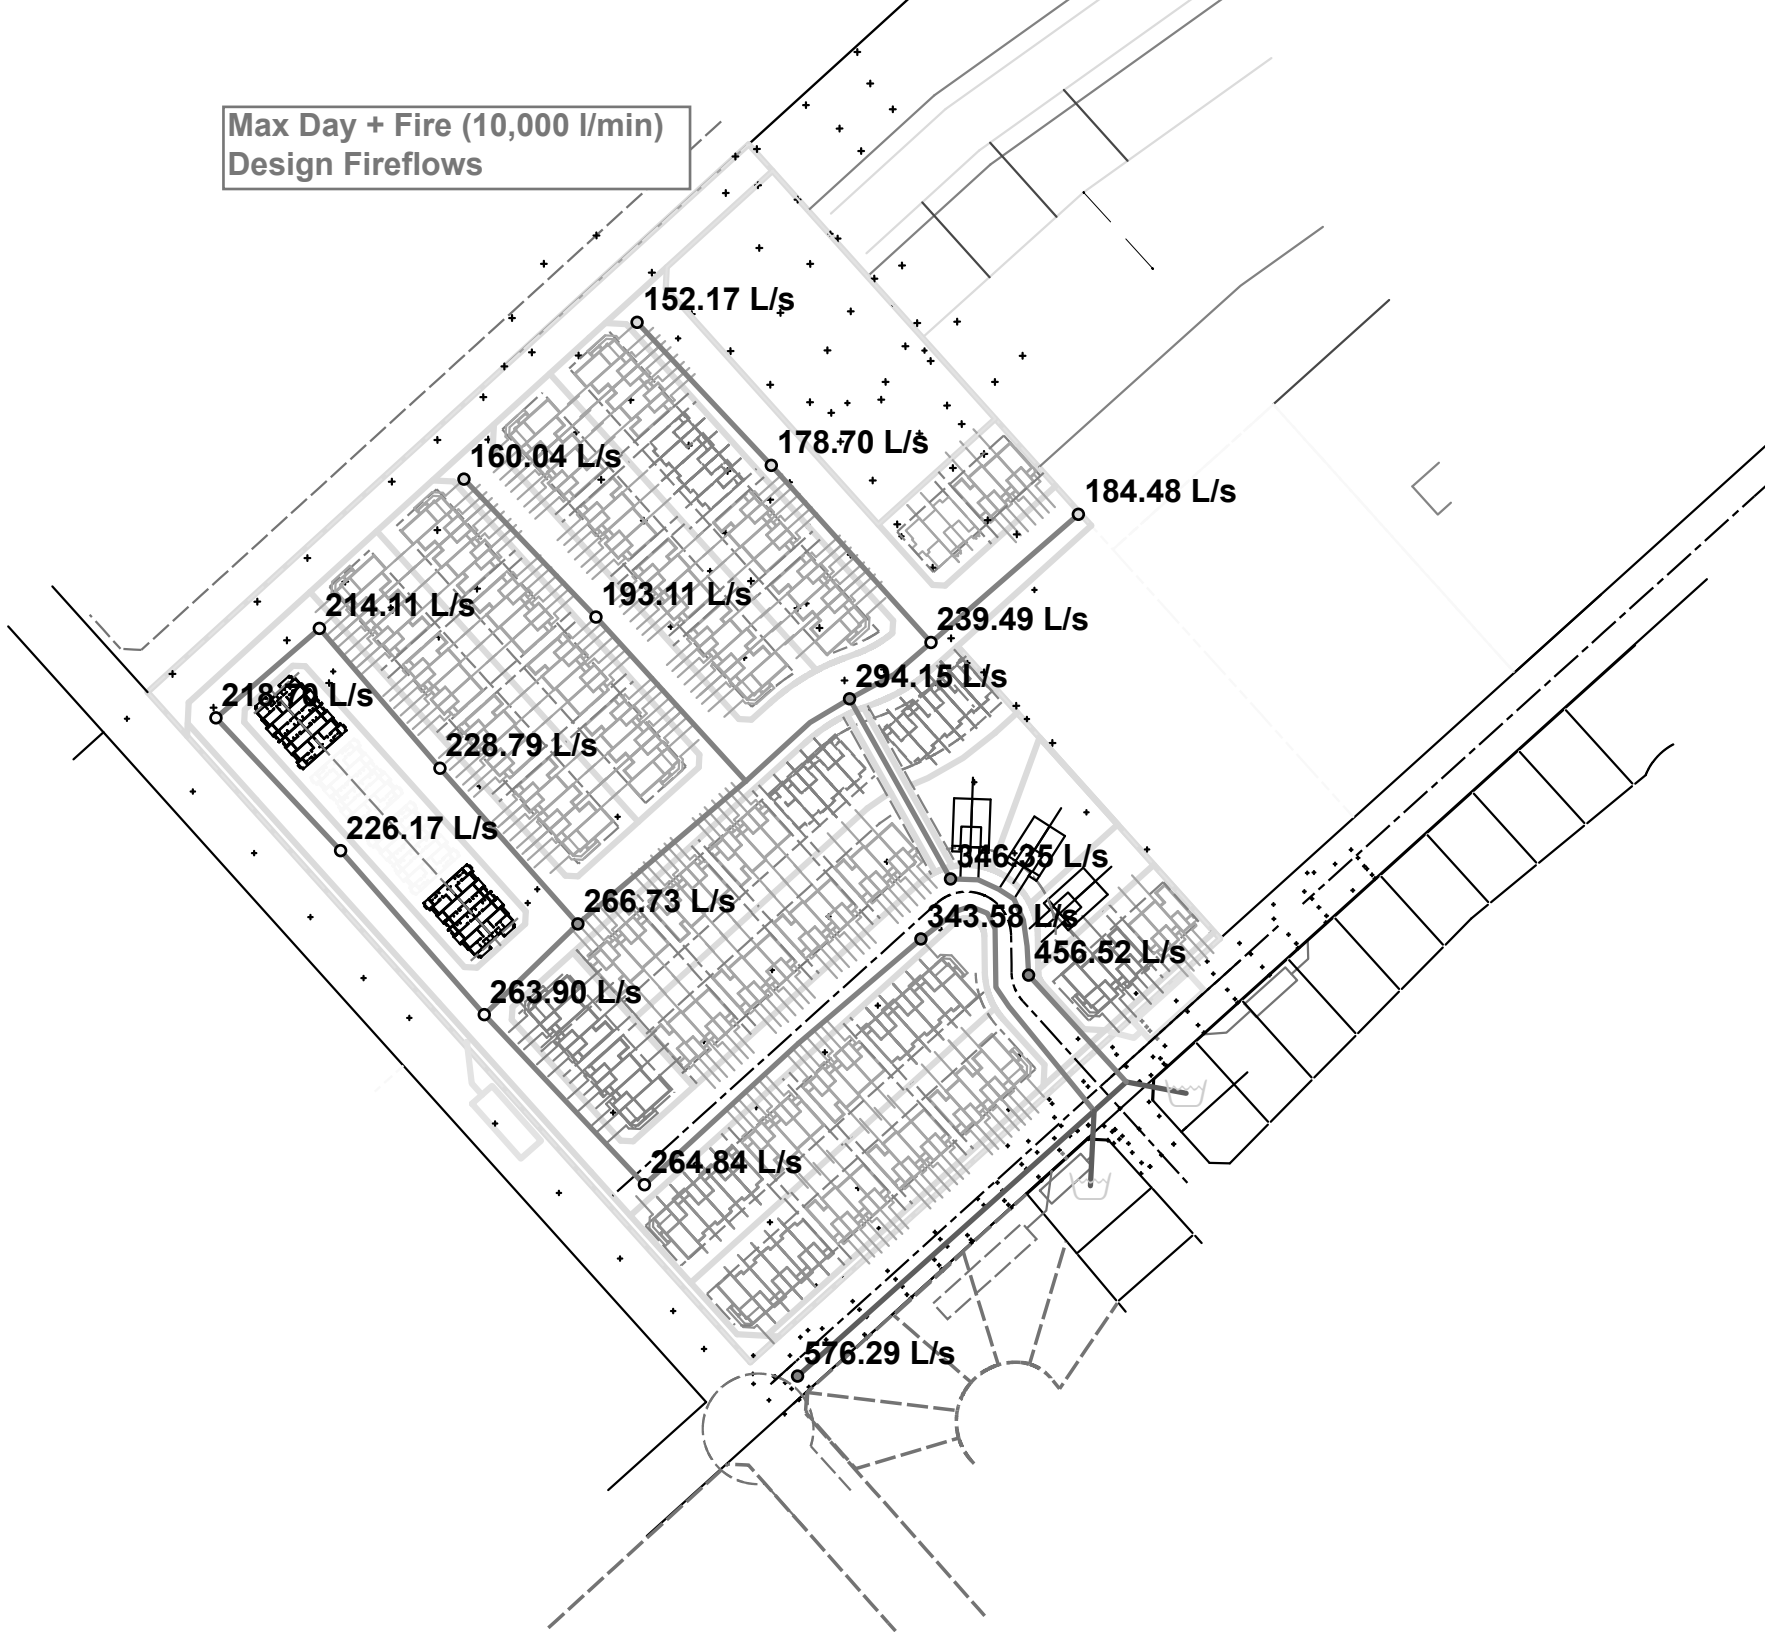 Max Day + Fire (10,000 l/min)
Design Fireflows
152.17 L/s
178.70 L/s
160.04 L/s
184.48 L/s
193.11 L/s
214.11 L/s
239.49 L/s
294.15 L/s
218.70 L/s
228.79 L/s
226.17 L/s
346.35 L/s
266.73 L/s
343.58 L/s
456.52 L/s
263.90 L/s
264.84 L/s
576.29 L/s